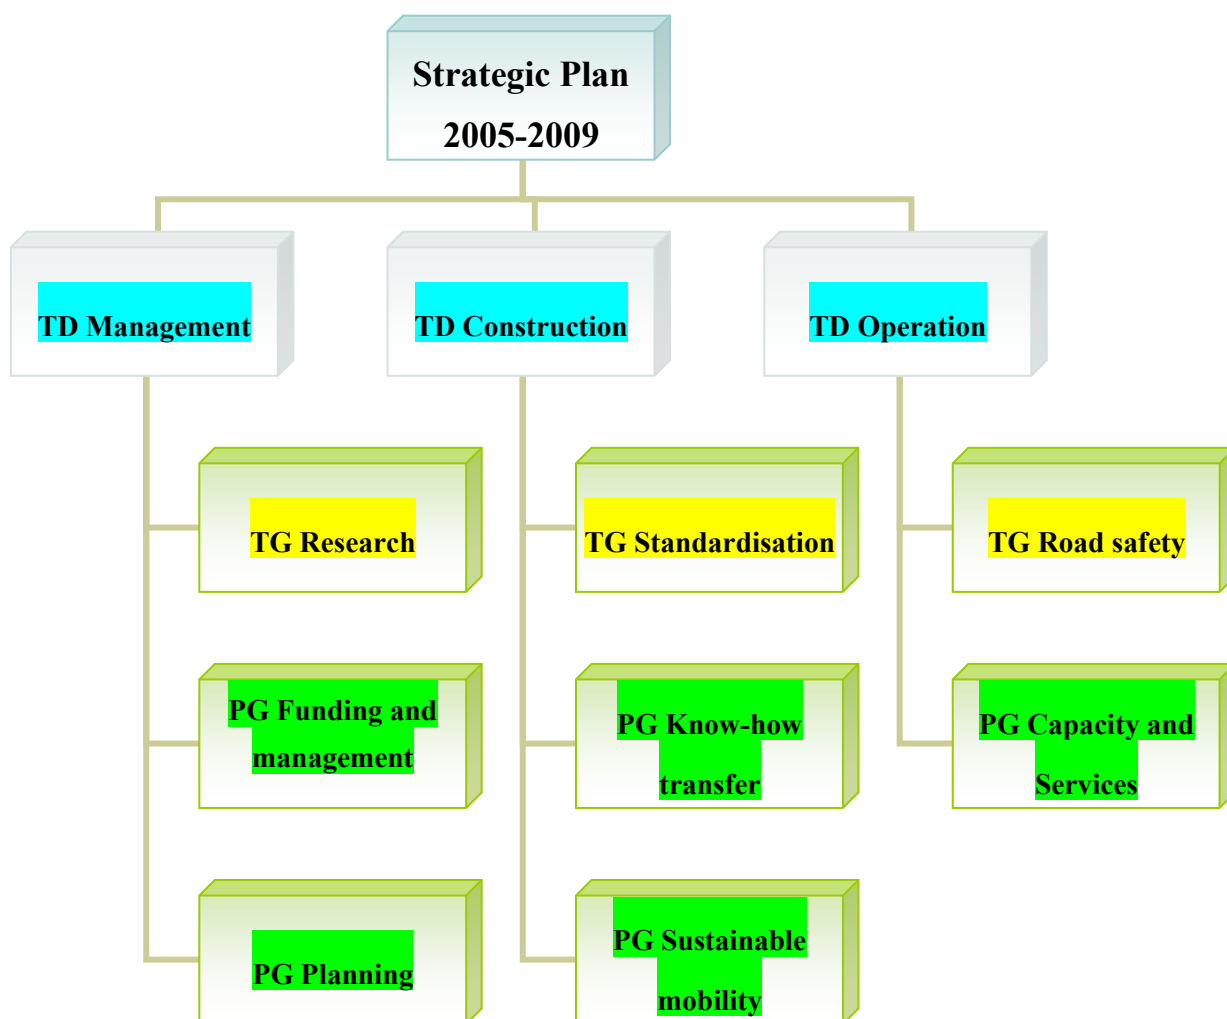 Strategic Plan
2005-2009
TD Management
TD Construction
TD Operation
TG Research
TG Standardisation
TG Road safety
PG Funding and
management
PG Know-how
transfer
PG Capacity and
Services
PG Planning
PG Sustainable
mobility